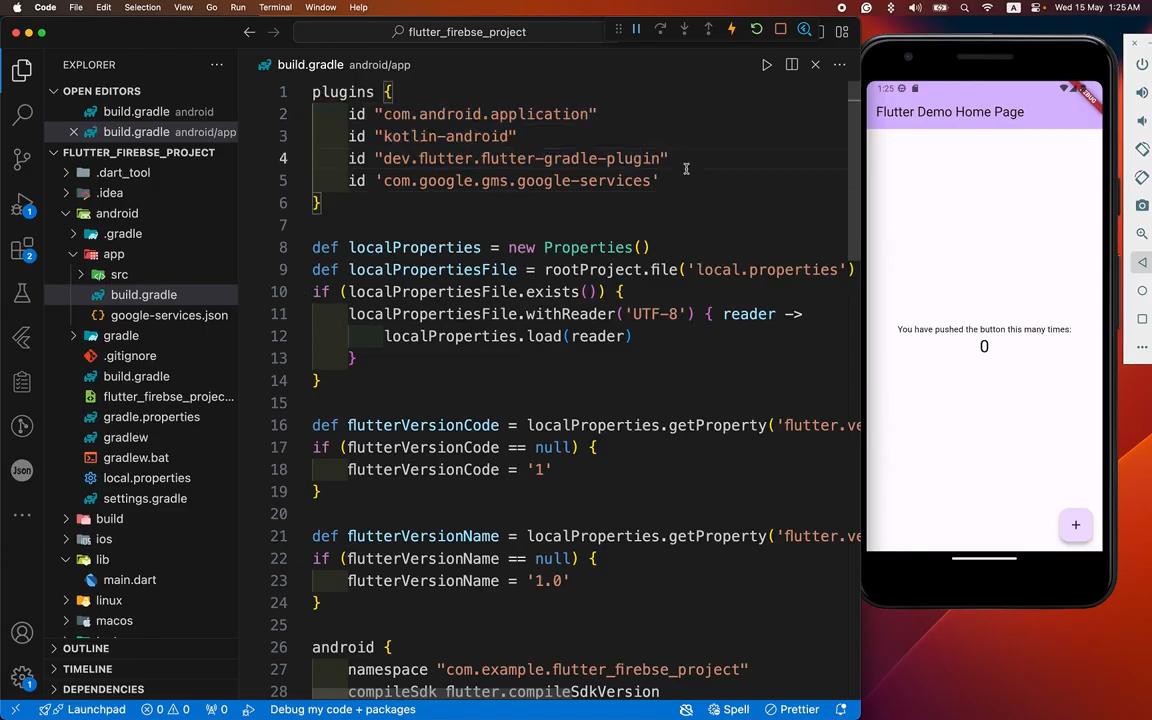 Code File Edit Selection View Go Run Terminal Window Help A Wed 15 May 1:25 AM
flutter_firebse_project
EXPLORER
OPEN EDITORS
build.gradle android
build.gradle android/app
FLUTTER_FIREBSE_PROJECT
.dart_tool
.idea
android
.gradle
app
src
build.gradle
google-services.json
gradle
.gitignore
build.gradle
flutter_firebse_projec...
gradle.properties
gradlew
gradlew.bat
local.properties
settings.gradle
build
ios
lib
main.dart
linux
macos
OUTLINE
TIMELINE
DEPENDENCIES
1
2
Json
1
build.gradle android/app
1 plugins {
2 id "com.android.application"
3 id "kotlin-android"
4 id "dev.flutter.flutter-gradle-plugin"
5 id 'com.google.gms.google-services'
6 }
7
8 def localProperties = new Properties()
9 def localPropertiesFile = rootProject.file('local.properties')
10 if (localPropertiesFile.exists()) {
11 localPropertiesFile.withReader('UTF-8') { reader ->
12 localProperties.load(reader)
13 }
14 }
15
16 def flutterVersionCode = localProperties.getProperty('flutter.ve
17 if (flutterVersionCode == null) {
18 flutterVersionCode = '1'
19 }
20
21 def flutterVersionName = localProperties.getProperty('flutter.ve
22 if (flutterVersionName == null) {
23 flutterVersionName = '1.0'
24 }
25
26 android {
27 namespace "com.example.flutter_firebse_project"
28 compileSdk flutter.compileSdkVersion
Launchpad 0 0 0 Debug my code + packages Spell Prettier
1:25
DEBUG
Flutter Demo Home Page
You have pushed the button this many times:
0
+